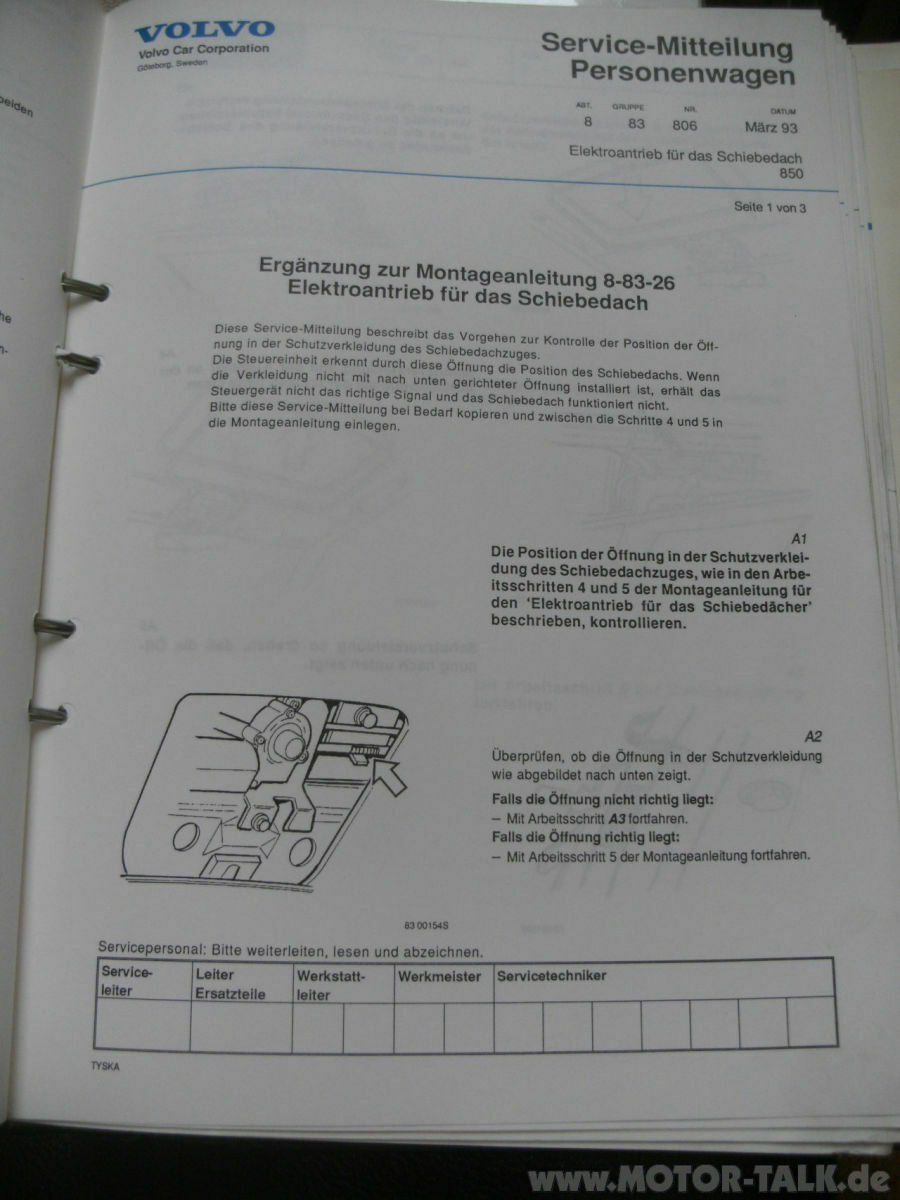 VOLVO
Volvo Car Corporation
Göteborg, Sweden
Service-Mitteilung
Personenwagen
ABT. GRUPPE NR. DATUM
8 83 806 März 93
Elektroantrieb für das Schiebedach
850
Seite 1 von 3
Ergänzung zur Montageanleitung 8-83-26
Elektroantrieb für das Schiebedach
Diese Service-Mitteilung beschreibt das Vorgehen zur Kontrolle der Position der Öff-
nung in der Schutzverkleidung des Schiebedachzuges.
Die Steuereinheit erkennt durch diese Öffnung die Position des Schiebedachs. Wenn
die Verkleidung nicht mit nach unten gerichteter Öffnung installiert ist, erhält das
Steuergerät nicht das richtige Signal und das Schiebedach funktioniert nicht.
Bitte diese Service-Mitteilung bei Bedarf kopieren und zwischen die Schritte 4 und 5 in
die Montageanleitung einlegen.
A1
Die Position der Öffnung in der Schutzverklei-
dung des Schiebedachzuges, wie in den Arbe-
itsschritten 4 und 5 der Montageanleitung für
den 'Elektroantrieb für das Schiebedächer'
beschrieben, kontrollieren.
A2
Überprüfen, ob die Öffnung in der Schutzverkleidung
wie abgebildet nach unten zeigt.
Falls die Öffnung nicht richtig liegt:
– Mit Arbeitsschritt A3 fortfahren.
Falls die Öffnung richtig liegt:
– Mit Arbeitsschritt 5 der Montageanleitung fortfahren.
83 00154S
Servicepersonal: Bitte weiterleiten, lesen und abzeichnen.
Service- Leiter Werkstatt- Werkmeister Servicetechniker
leiter Ersatzteile leiter
TYSKA
www.MOTOR-TALK.de